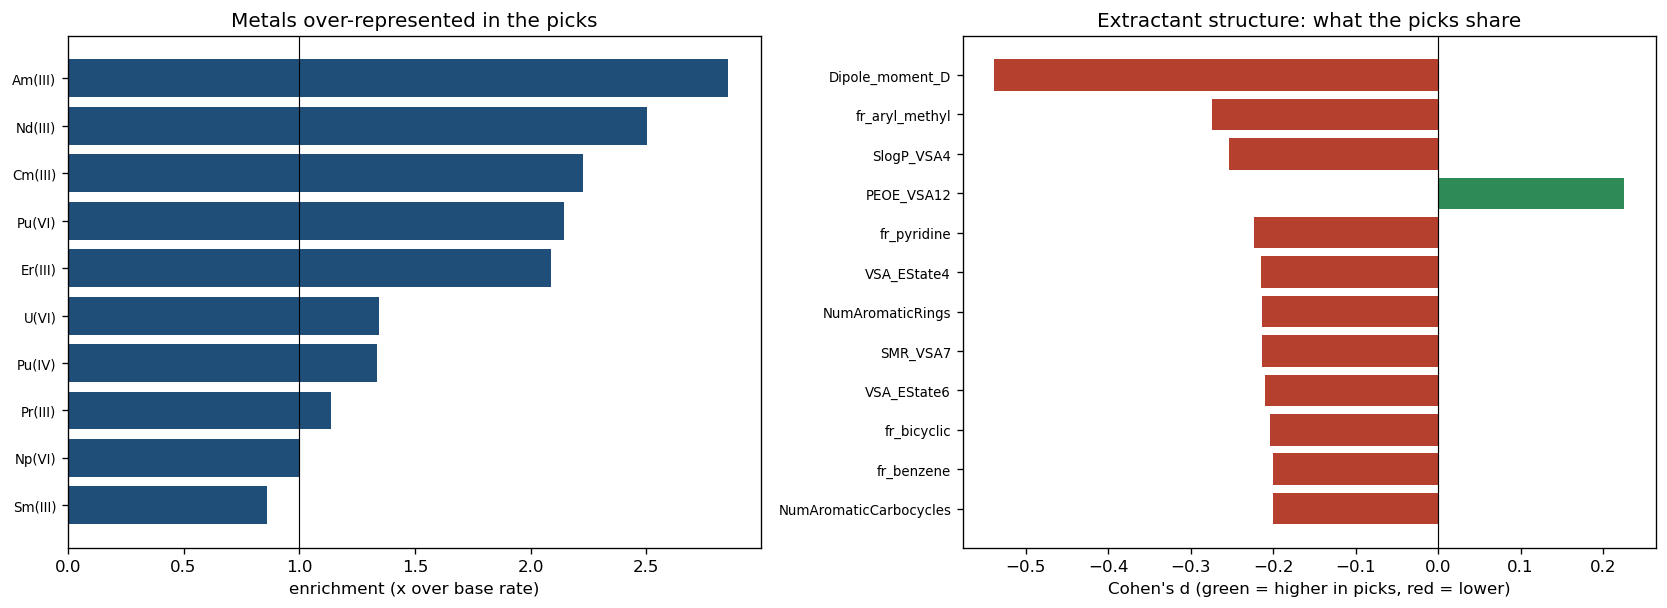 Metals over-represented in the picks
Am(III)
Nd(III)
Cm(III)
Pu(VI)
Er(III)
U(VI)
Pu(IV)
Pr(III)
Np(VI)
Sm(III)
0.0 0.5 1.0 1.5 2.0 2.5
enrichment (x over base rate)
Extractant structure: what the picks share
Dipole_moment_D
fr_aryl_methyl
SlogP_VSA4
PEOE_VSA12
fr_pyridine
VSA_EState4
NumAromaticRings
SMR_VSA7
VSA_EState6
fr_bicyclic
fr_benzene
NumAromaticCarbocycles
−0.5 −0.4 −0.3 −0.2 −0.1 0.0 0.1 0.2
Cohen's d (green = higher in picks, red = lower)